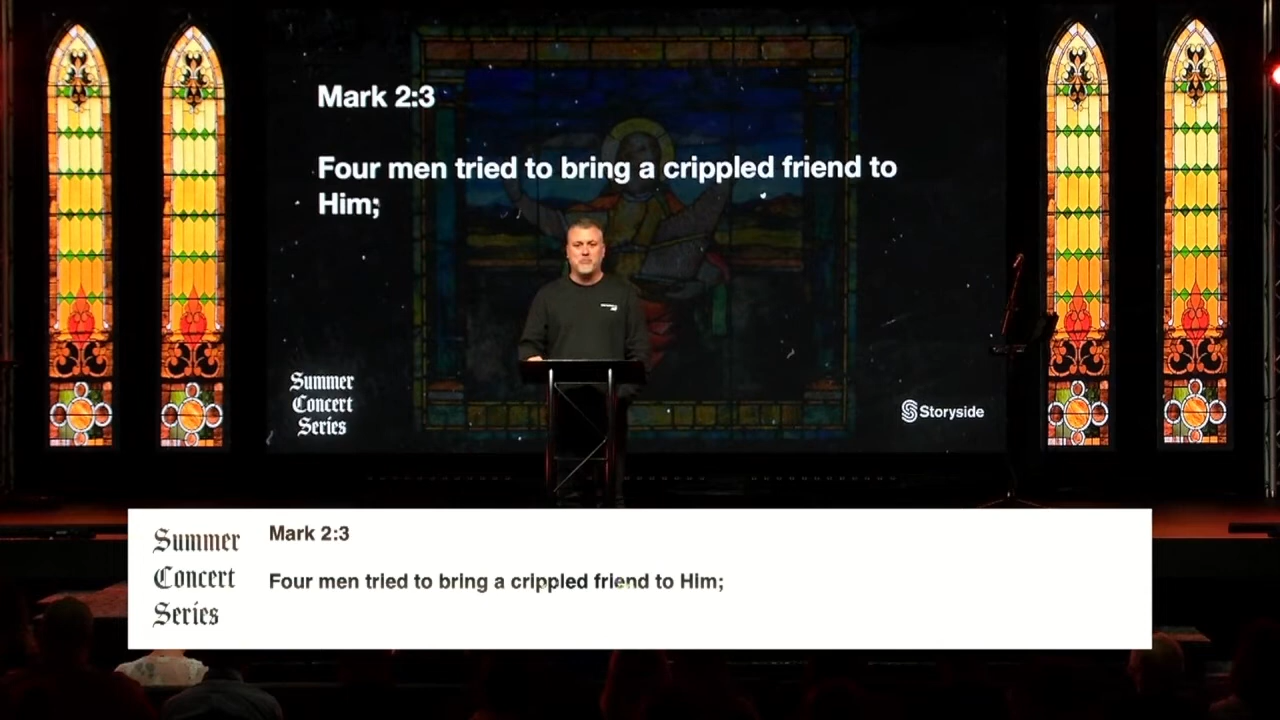 Mark 2:3
Four men tried to bring a crippled friend to
Him;
Summer
Concert
Series
Storyside
Summer
Concert
Series
Mark 2:3
Four men tried to bring a crippled friend to Him;